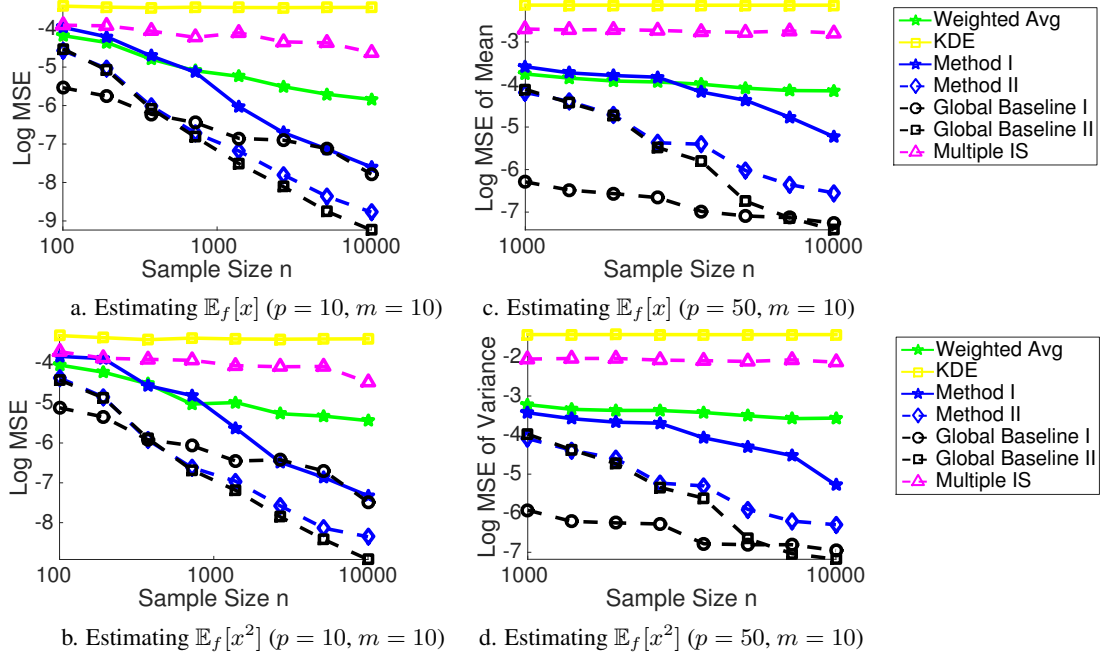 -4
-5
-6
-7
-8
-9
Log MSE
100
1000
10000
Sample Size n
a. Estimating 𝔼_f[x] (p = 10, m = 10)
-3
-4
-5
-6
-7
Log MSE of Mean
1000
10000
Sample Size n
c. Estimating 𝔼_f[x] (p = 50, m = 10)
Weighted Avg
KDE
Method I
Method II
Global Baseline I
Global Baseline II
Multiple IS
-4
-5
-6
-7
-8
Log MSE
100
1000
10000
Sample Size n
b. Estimating 𝔼_f[x²] (p = 10, m = 10)
-2
-3
-4
-5
-6
-7
Log MSE of Variance
1000
10000
Sample Size n
d. Estimating 𝔼_f[x²] (p = 50, m = 10)
Weighted Avg
KDE
Method I
Method II
Global Baseline I
Global Baseline II
Multiple IS